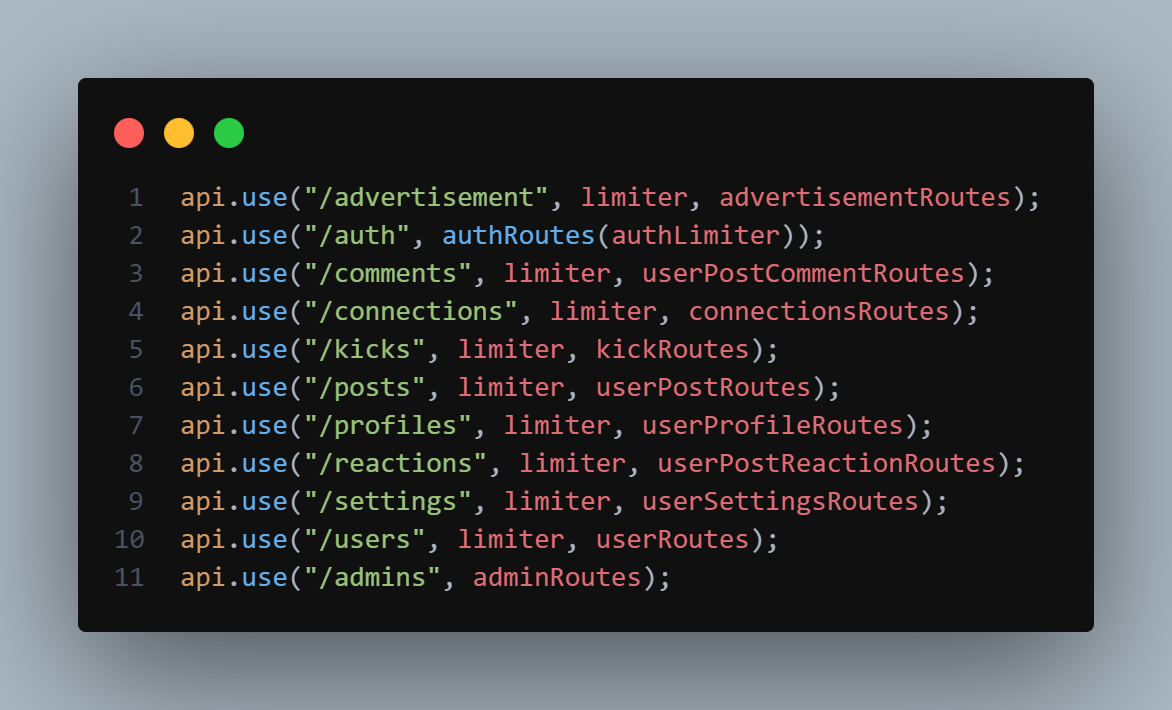 1 api.use("/advertisement", limiter, advertisementRoutes);
2 api.use("/auth", authRoutes(authLimiter));
3 api.use("/comments", limiter, userPostCommentRoutes);
4 api.use("/connections", limiter, connectionsRoutes);
5 api.use("/kicks", limiter, kickRoutes);
6 api.use("/posts", limiter, userPostRoutes);
7 api.use("/profiles", limiter, userProfileRoutes);
8 api.use("/reactions", limiter, userPostReactionRoutes);
9 api.use("/settings", limiter, userSettingsRoutes);
10 api.use("/users", limiter, userRoutes);
11 api.use("/admins", adminRoutes);